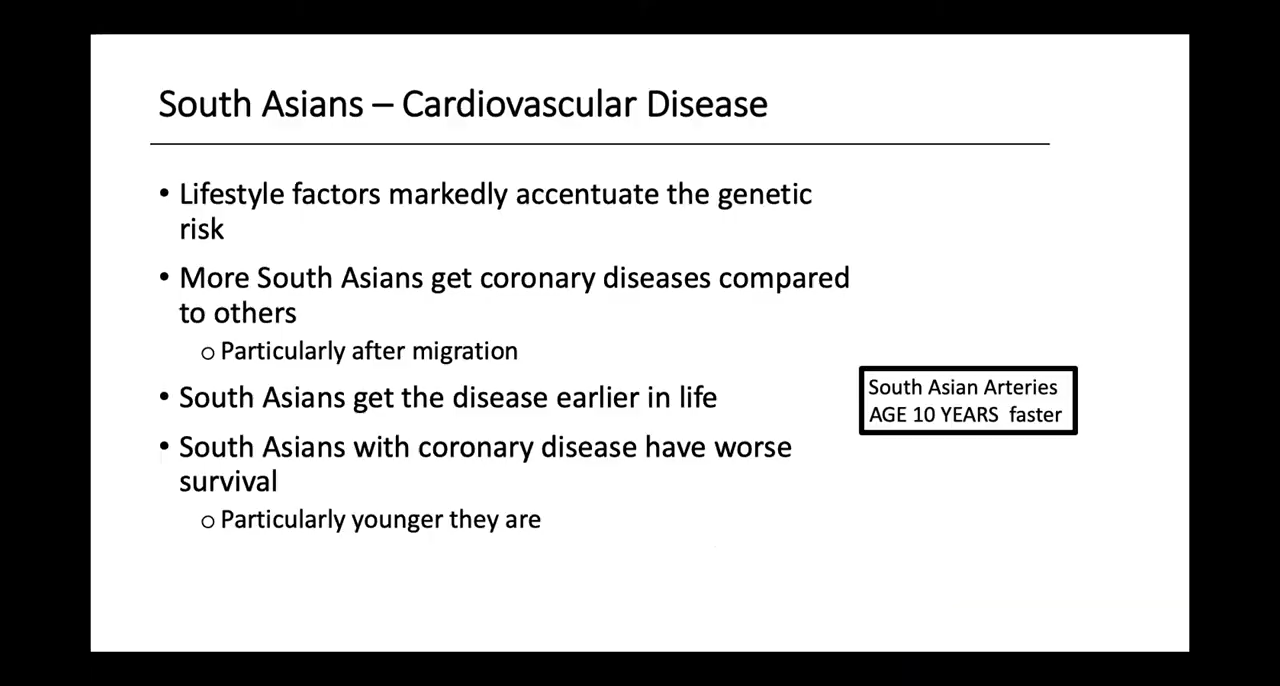 South Asians – Cardiovascular Disease
• Lifestyle factors markedly accentuate the genetic
risk
• More South Asians get coronary diseases compared
to others
o Particularly after migration
• South Asians get the disease earlier in life
• South Asians with coronary disease have worse
survival
o Particularly younger they are
South Asian Arteries
AGE 10 YEARS faster